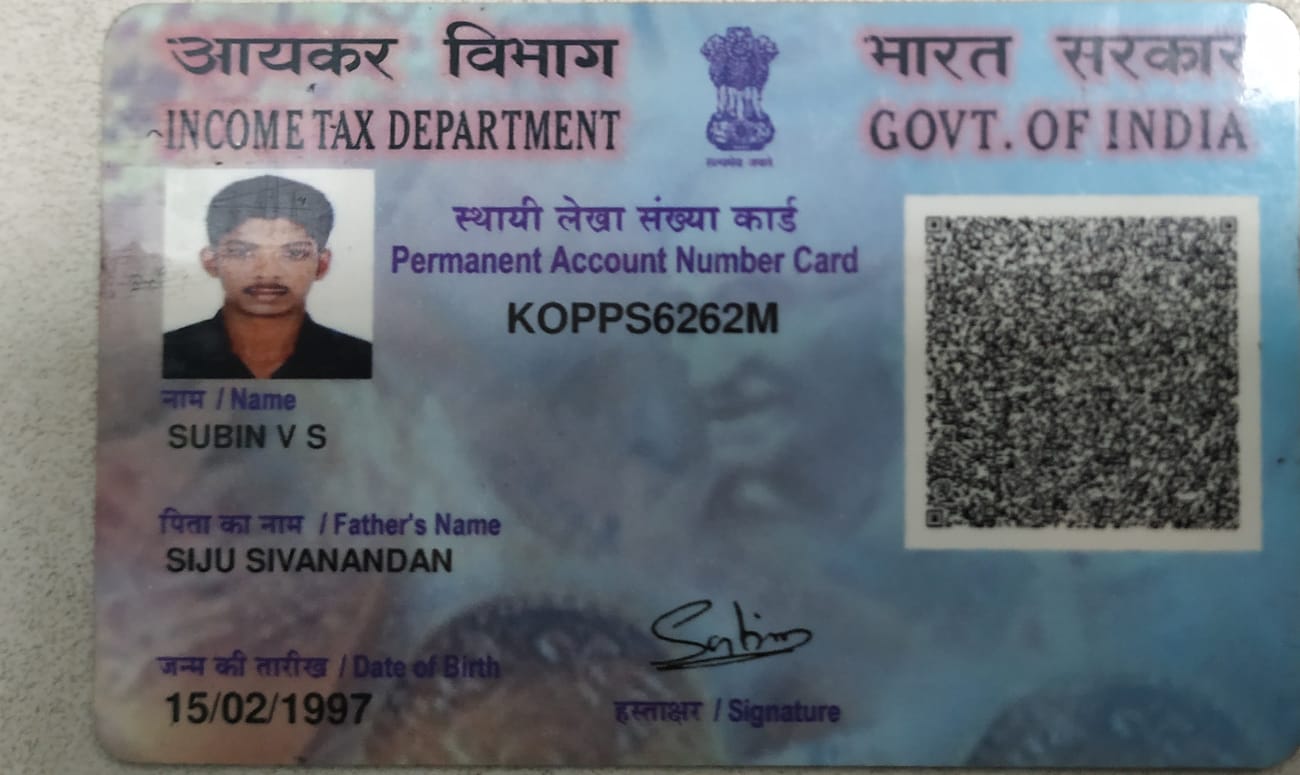 आयकर विभाग
INCOME TAX DEPARTMENT
भारत सरकार
GOVT. OF INDIA
सत्यमेव जयते
स्थायी लेखा संख्या कार्ड
Permanent Account Number Card
KOPPS6262M
नाम / Name
SUBIN V S
पिता का नाम / Father's Name
SIJU SIVANANDAN
जन्म की तारीख / Date of Birth
15/02/1997
Subin
हस्ताक्षर / Signature